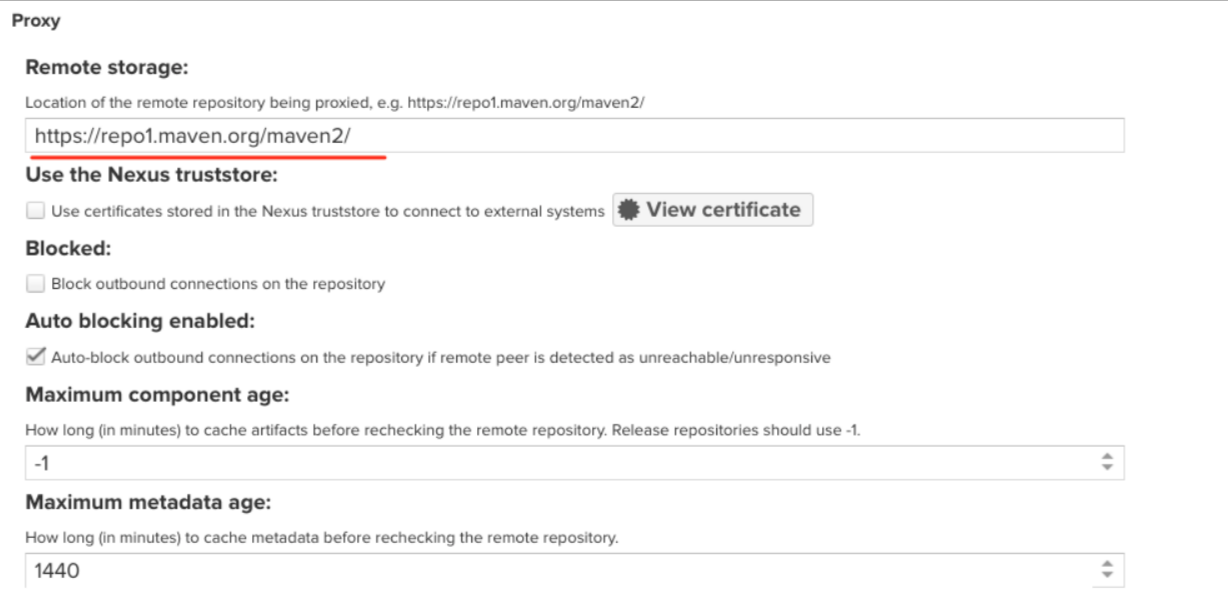 Proxy
Remote storage:
Location of the remote repository being proxied, e.g. https://repo1.maven.org/maven2/
https://repo1.maven.org/maven2/
Use the Nexus truststore:
Use certificates stored in the Nexus truststore to connect to external systems View certificate
Blocked:
Block outbound connections on the repository
Auto blocking enabled:
Auto-block outbound connections on the repository if remote peer is detected as unreachable/unresponsive
Maximum component age:
How long (in minutes) to cache artifacts before rechecking the remote repository. Release repositories should use -1.
-1
Maximum metadata age:
How long (in minutes) to cache metadata before rechecking the remote repository.
1440